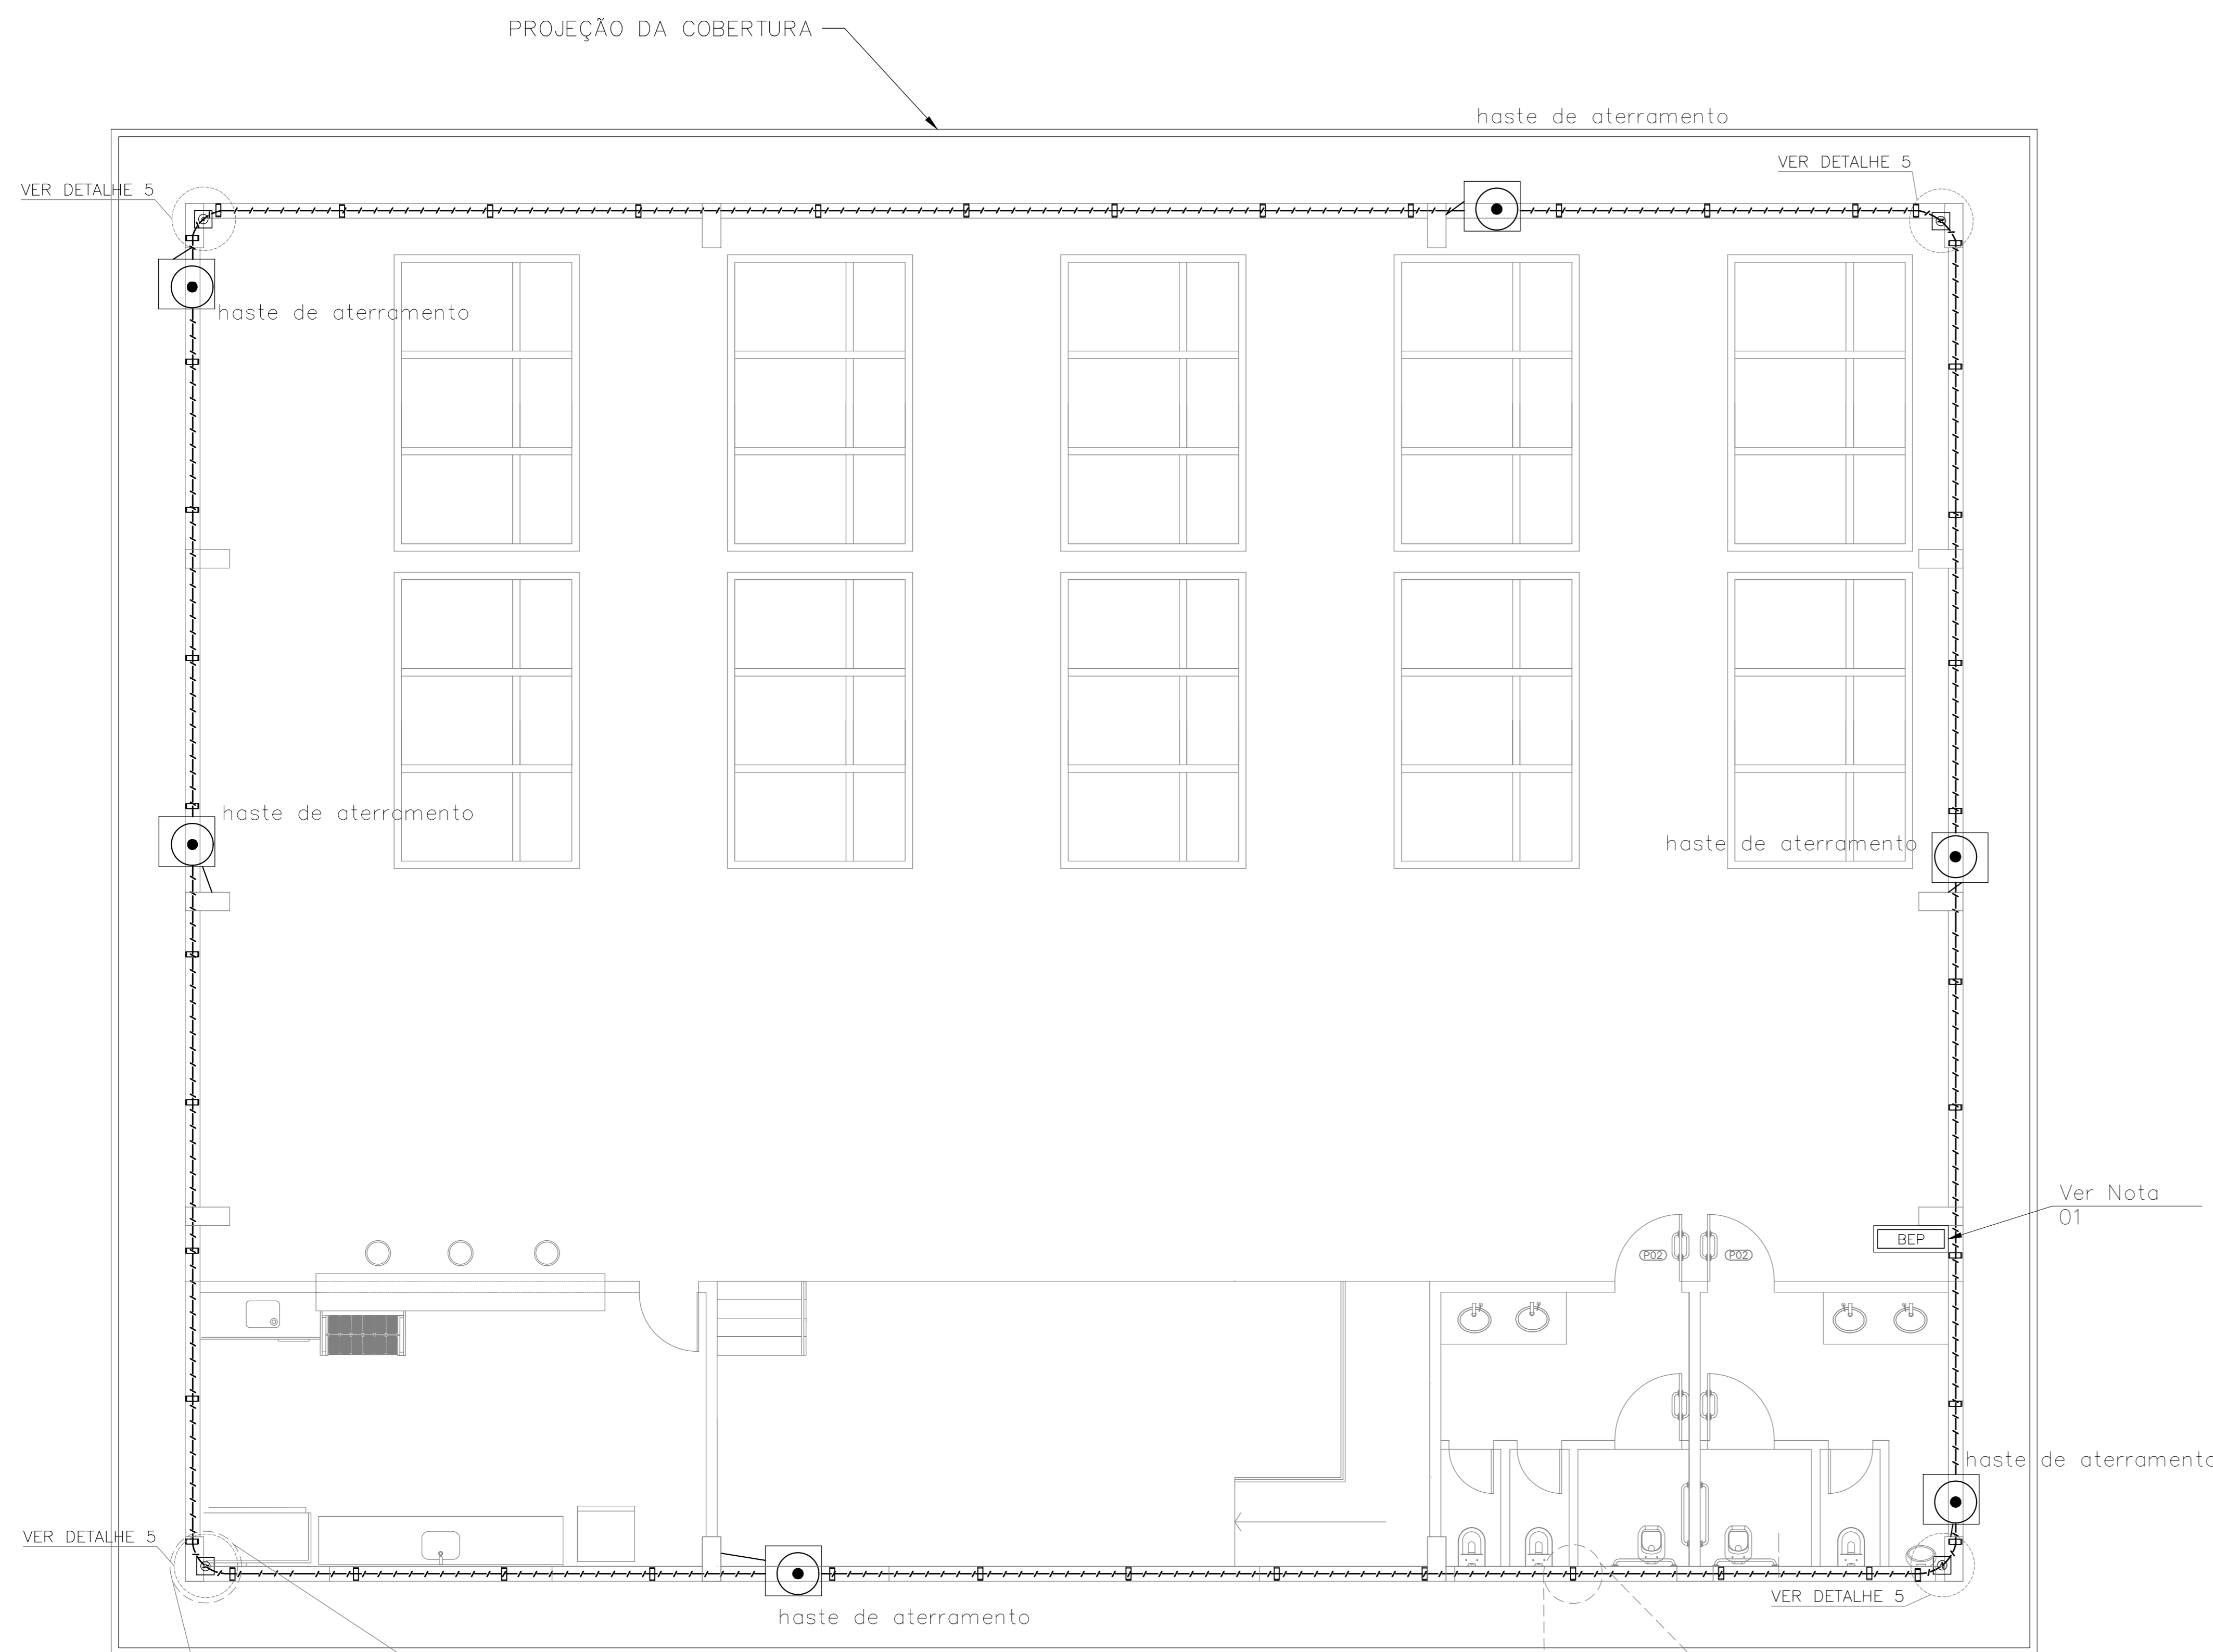 PROJEÇÃO DA COBERTURA
haste de aterramento
VER DETALHE 5
VER DETALHE 5
haste de aterramento
haste de aterramento
haste de aterramento
Ver Nota
01
BEP
P02
P02
haste de aterramento
VER DETALHE 5
VER DETALHE 5
haste de aterramento